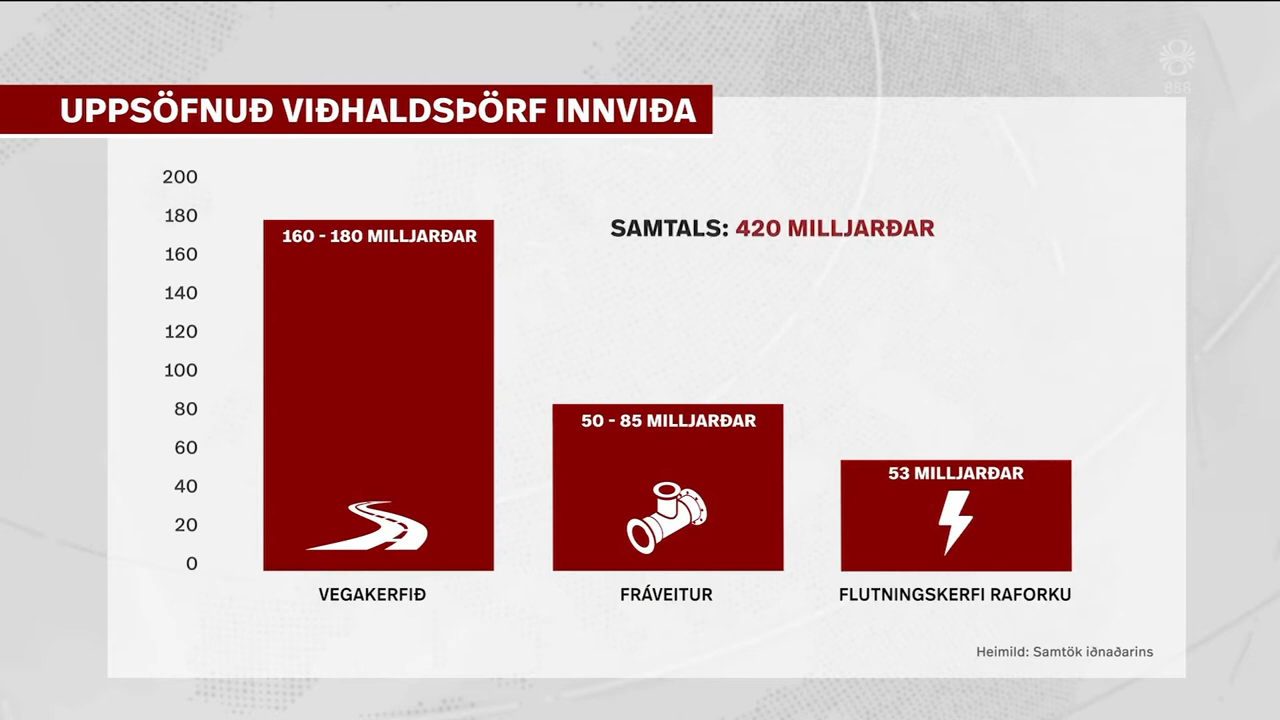 888
UPPSÖFNUÐ VIÐHALDSÞÖRF INNVIÐA
200
180
160
140
120
100
80
60
40
20
0
SAMTALS: 420 MILLJARÐAR
160 - 180 MILLJARÐAR
50 - 85 MILLJARÐAR
53 MILLJARÐAR
VEGAKERFIÐ
FRÁVEITUR
FLUTNINGSKERFI RAFORKU
Heimild: Samtök iðnaðarins